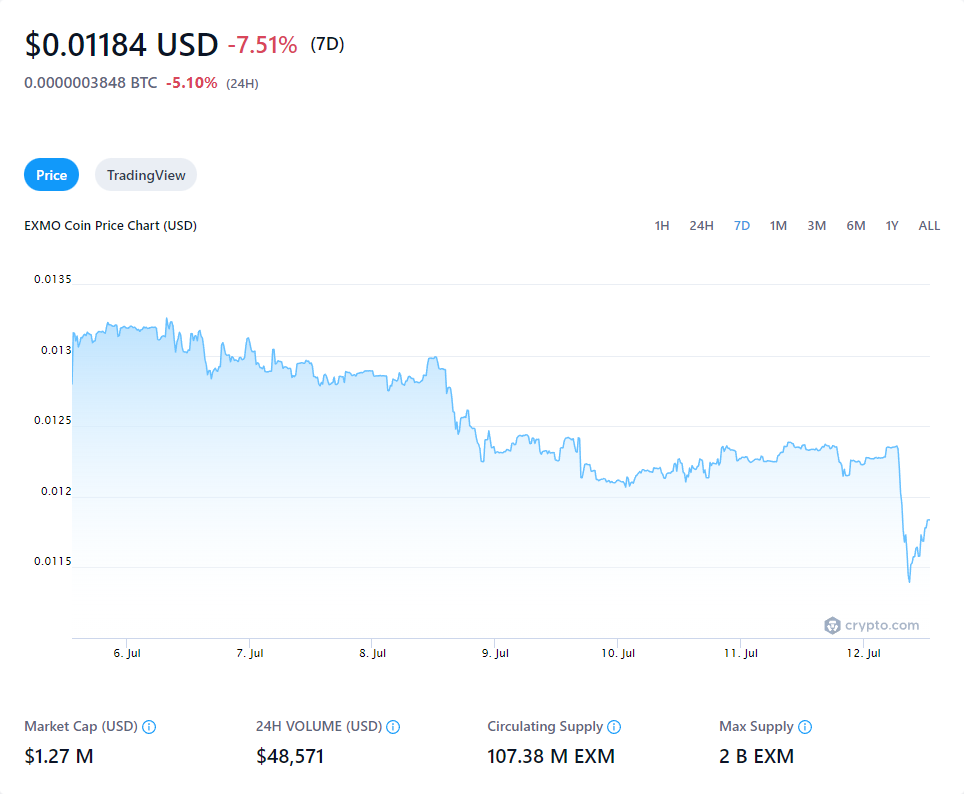 $0.01184 USD -7.51% (7D)
0.0000003848 BTC -5.10% (24H)
Price TradingView
EXMO Coin Price Chart (USD) 1H 24H 7D 1M 3M 6M 1Y ALL
0.0135
0.013
0.0125
0.012
0.0115
crypto.com
6. Jul 7. Jul 8. Jul 9. Jul 10. Jul 11. Jul 12. Jul
Market Cap (USD) 24H VOLUME (USD) Circulating Supply Max Supply
$1.27 M $48,571 107.38 M EXM 2 B EXM